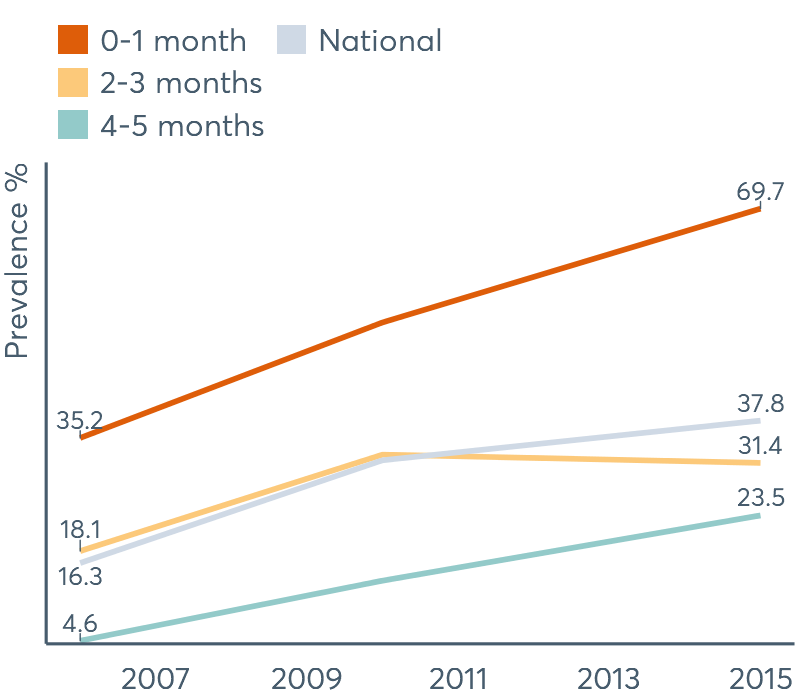 0-1 month
National
2-3 months
4-5 months
Prevalence %
69.7
35.2
37.8
31.4
23.5
18.1
16.3
4.6
2007 2009 2011 2013 2015